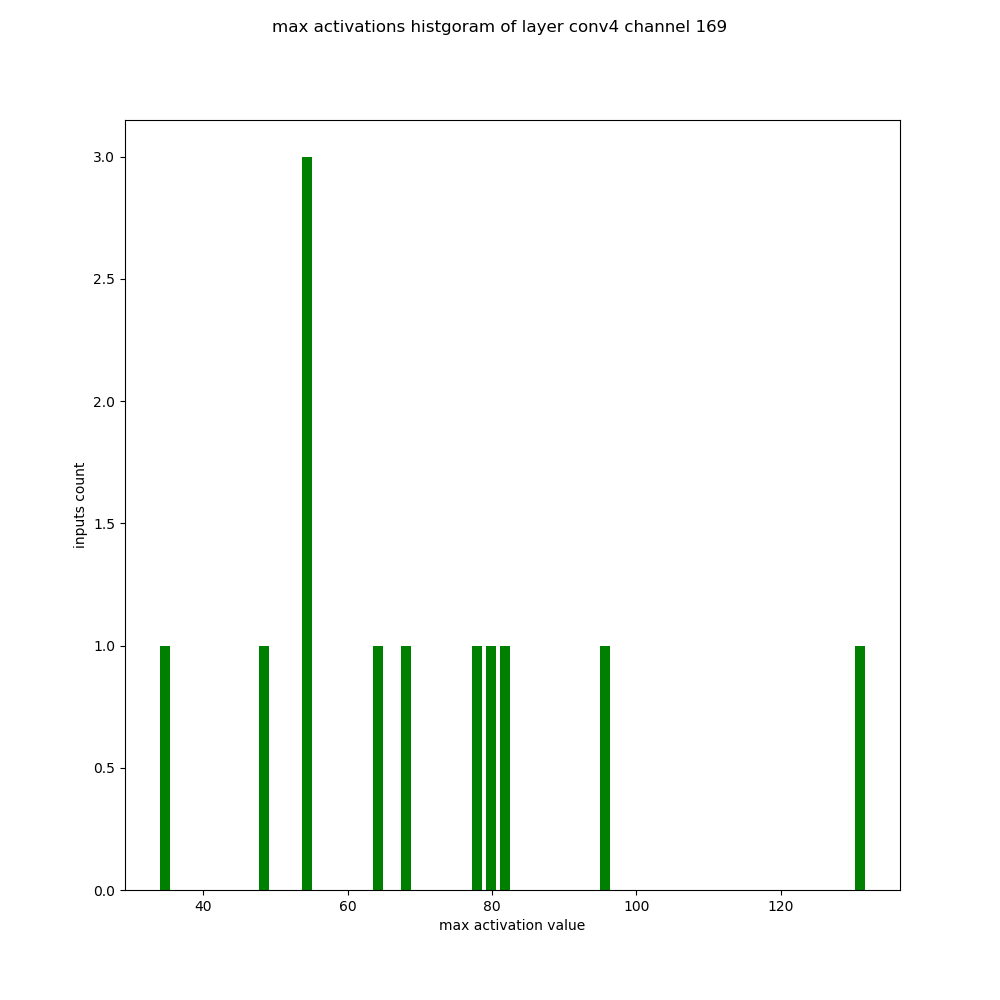 max activations histgoram of layer conv4 channel 169
3.0
2.5
2.0
1.5
1.0
0.5
0.0
inputs count
40 60 80 100 120
max activation value